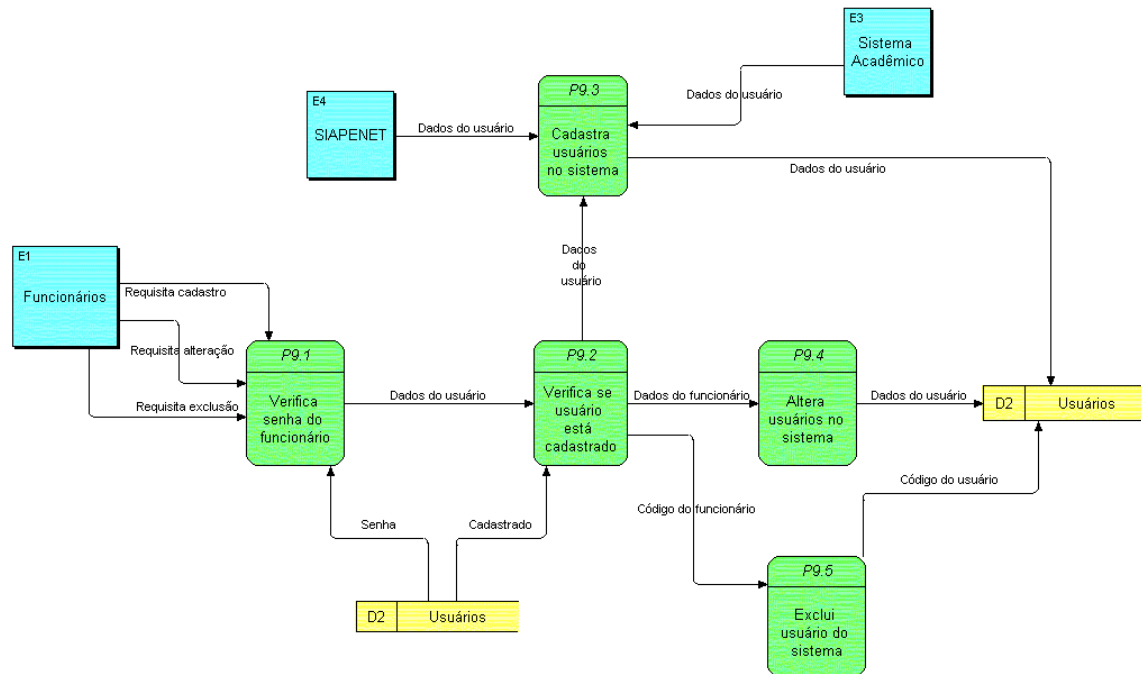 E3
Sistema
Acadêmico
E4
SIAPENET
P9.3
Cadastra
usuários
no sistema
Dados do usuário
Dados do usuário
Dados do usuário
Dados
do
usuário
E1
Funcionários
Requisita cadastro
Requisita alteração
Requisita exclusão
P9.1
Verifica
senha do
funcionário
Dados do usuário
P9.2
Verifica se
usuário
está
cadastrado
Dados do funcionário
P9.4
Altera
usuários no
sistema
Dados do usuário
D2 Usuários
Código do usuário
Código do funcionário
Senha
Cadastrado
P9.5
Exclui
usuário do
sistema
D2 Usuários